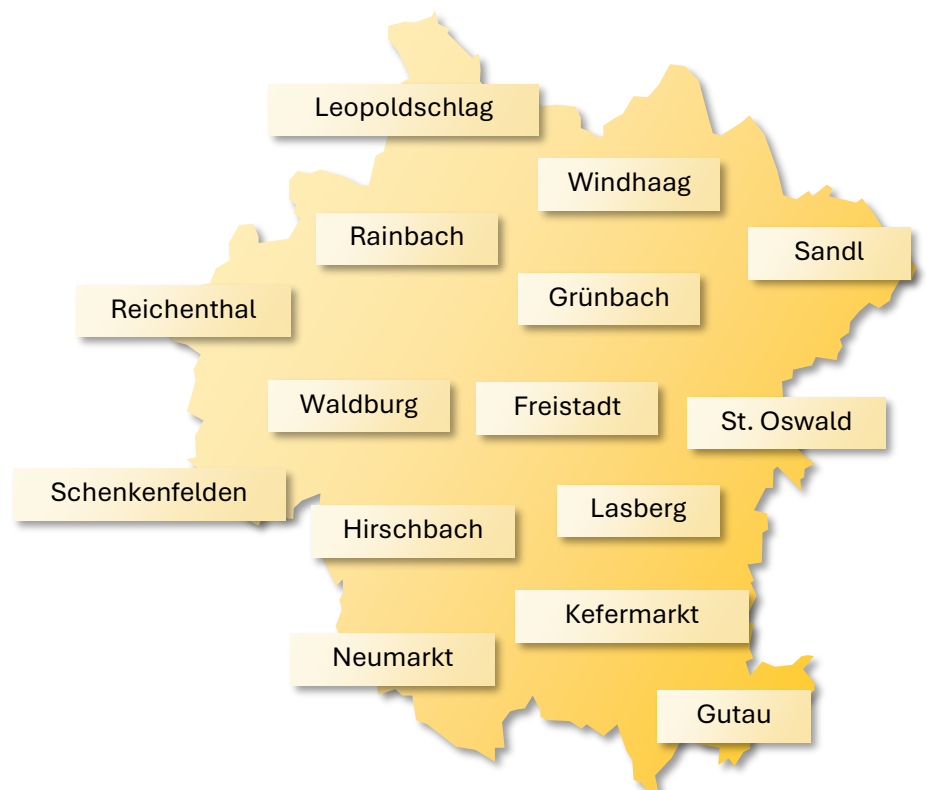 Leopoldschlag
Windhaag
Rainbach
Sandl
Reichenthal
Grünbach
Waldburg
Freistadt
St. Oswald
Schenkenfelden
Lasberg
Hirschbach
Kefermarkt
Neumarkt
Gutau